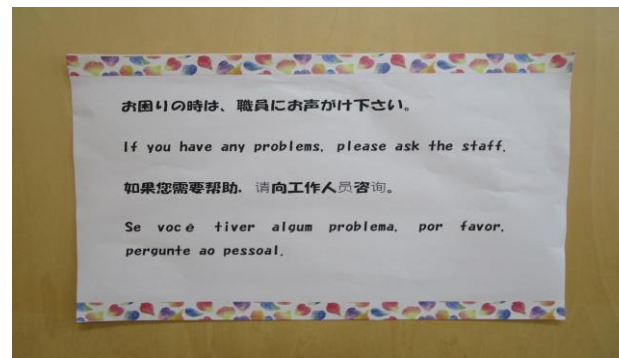 お困りの時は、職員にお声がけ下さい。
If you have any problems, please ask the staff.
如果您需要帮助，请向工作人员咨询。
Se você tiver algum problema, por favor,
pergunte ao pessoal.